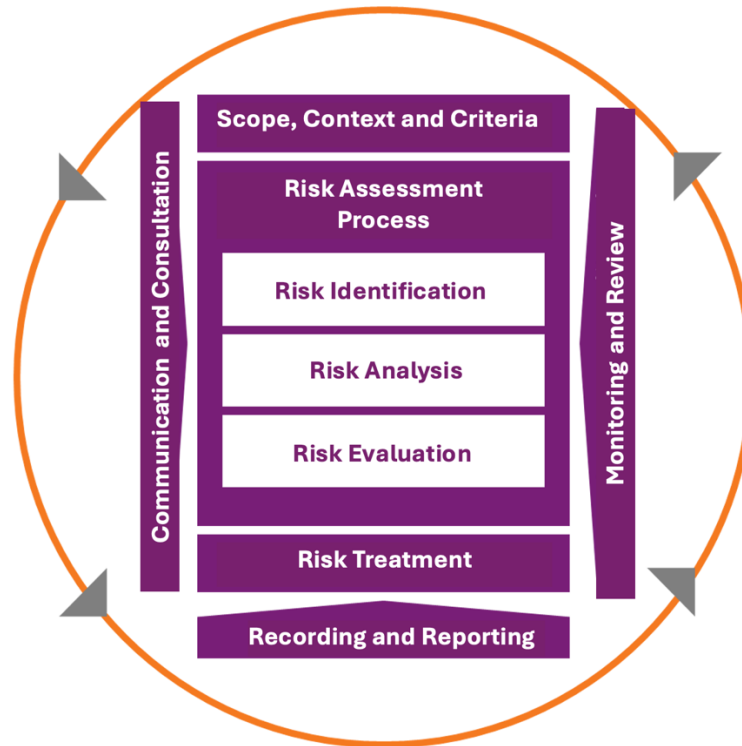 Scope, Context and Criteria
Risk Assessment
Process
Risk Identification
Risk Analysis
Risk Evaluation
Risk Treatment
Recording and Reporting
Communication and Consultation
Monitoring and Review